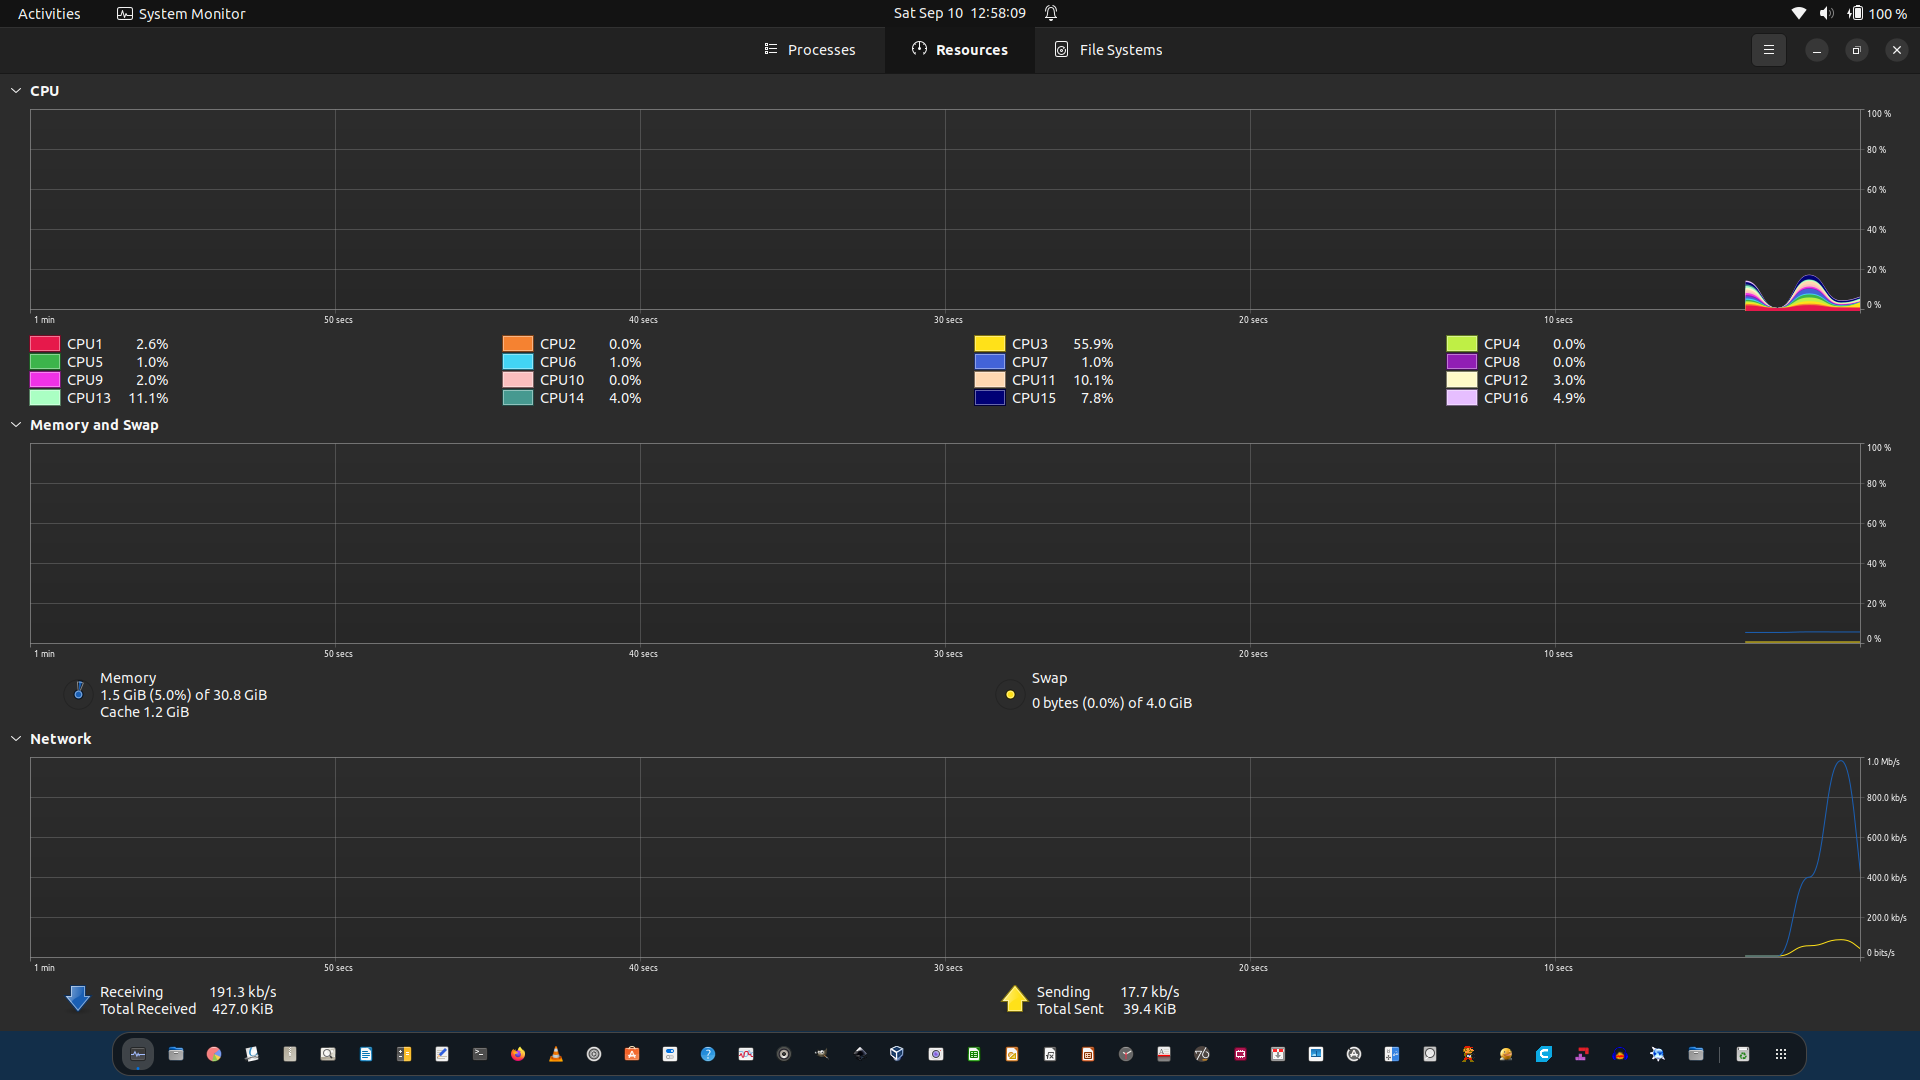 Activities System Monitor Sat Sep 10 12:58:09 100 %
Processes Resources File Systems
CPU
100 %
80 %
60 %
40 %
20 %
0 %
1 min 50 secs 40 secs 30 secs 20 secs 10 secs
CPU1 2.6% CPU2 0.0% CPU3 55.9% CPU4 0.0%
CPU5 1.0% CPU6 1.0% CPU7 1.0% CPU8 0.0%
CPU9 2.0% CPU10 0.0% CPU11 10.1% CPU12 3.0%
CPU13 11.1% CPU14 4.0% CPU15 7.8% CPU16 4.9%
Memory and Swap
100 %
80 %
60 %
40 %
20 %
0 %
1 min 50 secs 40 secs 30 secs 20 secs 10 secs
Memory
1.5 GiB (5.0%) of 30.8 GiB
Cache 1.2 GiB
Swap
0 bytes (0.0%) of 4.0 GiB
Network
1.0 Mb/s
800.0 kb/s
600.0 kb/s
400.0 kb/s
200.0 kb/s
0 bits/s
1 min 50 secs 40 secs 30 secs 20 secs 10 secs
Receiving 191.3 kb/s
Total Received 427.0 KiB
Sending 17.7 kb/s
Total Sent 39.4 KiB
76